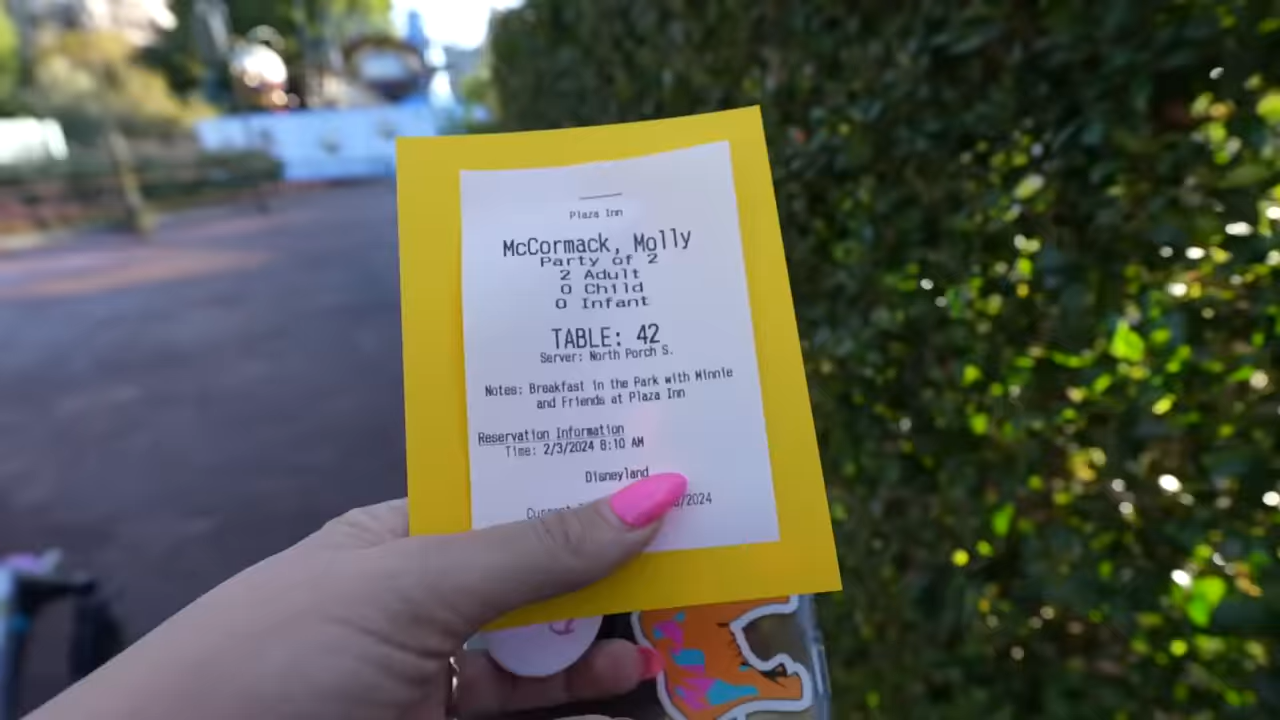 Plaza Inn
McCormack, Molly
Party of 2
2 Adult
0 Child
0 Infant
TABLE: 42
Server: North Porch S.
Notes: Breakfast in the Park with Minnie
and Friends at Plaza Inn
Reservation Information
Time: 2/3/2024 8:10 AM
Disneyland
/2024